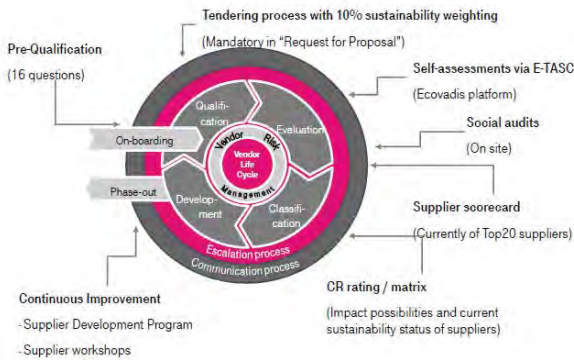 Tendering process with 10% sustainability weighting
(Mandatory in "Request for Proposal")
Pre-Qualification
(16 questions)
Self-assessments via E-TASC
(Ecovadis platform)
Social audits
(On site)
Supplier scorecard
(Currently of Top20 suppliers)
CR rating / matrix
(Impact possibilities and current
sustainability status of suppliers)
Continuous Improvement
- Supplier Development Program
- Supplier workshops
On-boarding
Phase-out
Qualifi-
cation
Evaluation
Classifi-
cation
Develop-
ment
Vendor Risk
Management
Vendor
Life
Cycle
Escalation process
Communication process